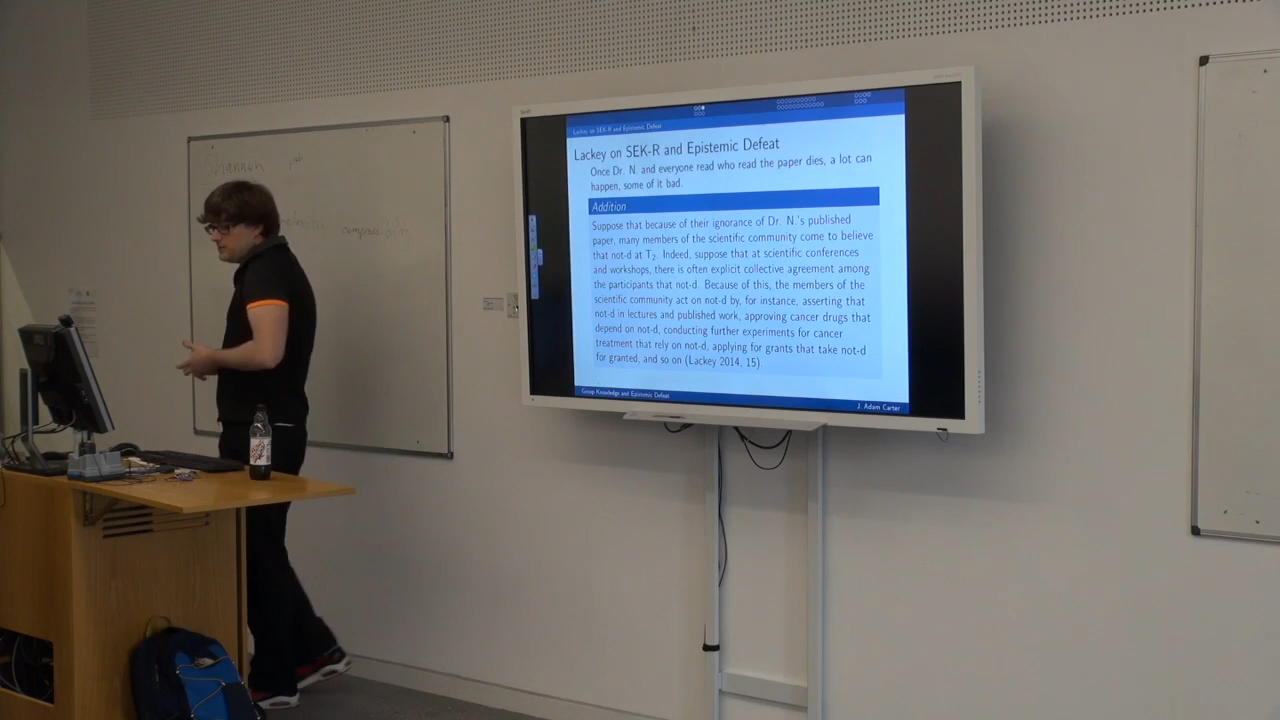 Shannon
Lackey on SEK-R and Epistemic Defeat
Lackey on SEK-R and Epistemic Defeat
Once Dr. N. and everyone read who read the paper dies, a lot can
happen, some of it bad.
Addition
Suppose that because of their ignorance of Dr. N.'s published
paper, many members of the scientific community come to believe
that not-d at T2. Indeed, suppose that at scientific conferences
and workshops, there is often explicit collective agreement among
the participants that not-d. Because of this, the members of the
scientific community act on not-d by, for instance, asserting that
not-d in lectures and published work, approving cancer drugs that
depend on not-d, conducting further experiments for cancer
treatment that rely on not-d, applying for grants that take not-d
for granted, and so on (Lackey 2014, 15)
Group Knowledge and Epistemic Defeat
J. Adam Carter